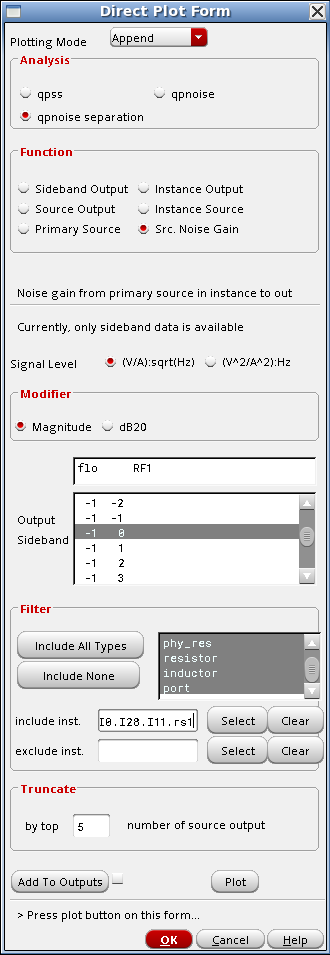 Direct Plot Form
Plotting Mode Append
Analysis
qpss qpnoise
qpnoise separation
Function
Sideband Output Instance Output
Source Output Instance Source
Primary Source Src. Noise Gain
Noise gain from primary source in instance to out
Currently, only sideband data is available
Signal Level (V/A):sqrt(Hz) (V^2/A^2):Hz
Modifier
Magnitude dB20
flo RF1
Output
Sideband
-1 -2
-1 -1
-1 0
-1 1
-1 2
-1 3
Filter
Include All Types
Include None
phy_res
resistor
inductor
port
include inst. I0.I28.I11.rs1 Select Clear
exclude inst. Select Clear
Truncate
by top 5 number of source output
Add To Outputs Plot
> Press plot button on this form...
OK Cancel Help